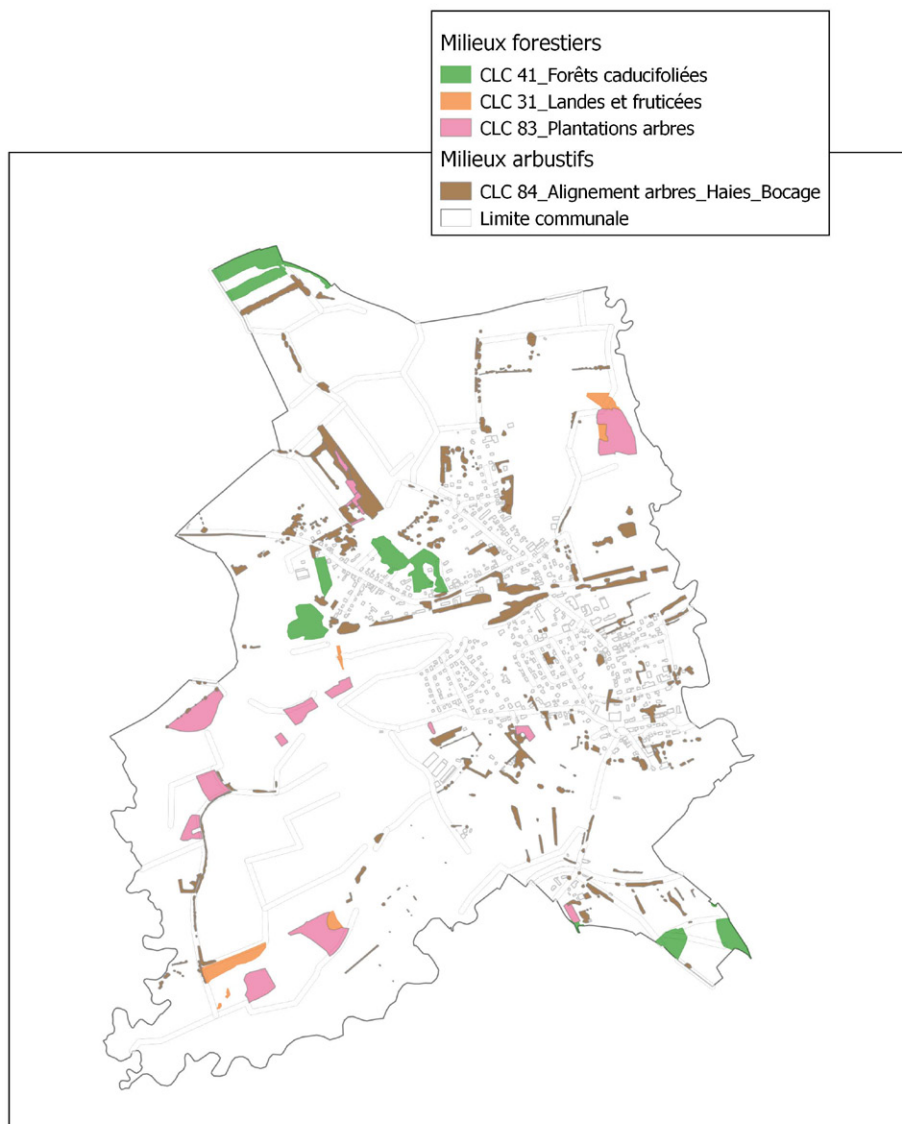 Milieux forestiers
CLC 41_Forêts caducifoliées
CLC 31_Landes et fruticées
CLC 83_Plantations arbres
Milieux arbustifs
CLC 84_Alignement arbres_Haies_Bocage
Limite communale